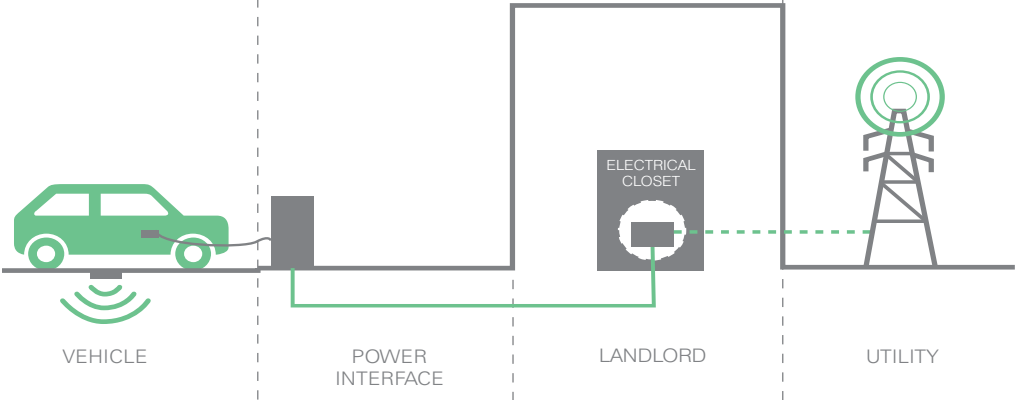 ELECTRICAL
CLOSET
VEHICLE
POWER
INTERFACE
LANDLORD
UTILITY